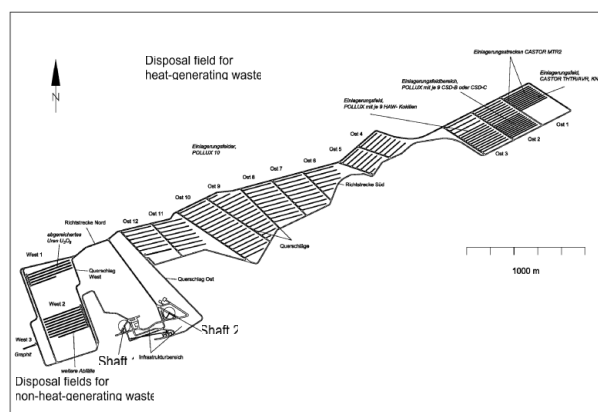 Disposal field for
heat-generating waste
N
Einlagerungsstrecken CASTOR MTR2
Einlagerungsfeldbereich,
POLLUX mit je 9 CSD-B oder CSD-C
Einlagerungsfeld,
CASTOR THTR/AVR, KN
Einlagerungsfeld,
POLLUX mit je 9 HAW- Kokillen
Einlagerungsfelder,
POLLUX 10
Ost 1
Ost 2
Ost 3
Ost 4
Ost 5
Ost 6
Ost 7
Ost 8
Ost 9
Ost 10
Ost 11
Ost 12
Richtstrecke Süd
Querschläge
Richtstrecke Nord
abgereichertes
Uran U3O8
West 1
Querschlag
West
Querschlag Ost
West 2
West 3
Graphit
Shaft 2
Shaft
Infrastrukturbereich
weitere Abfälle
1000 m
Disposal fields for
non-heat-generating waste